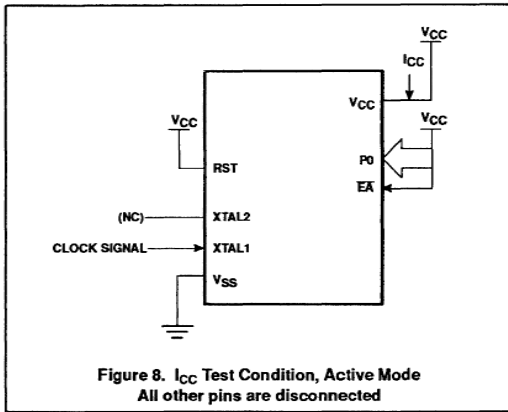 VCC
ICC
VCC
VCC
VCC
P0
RST
EA
(NC)
XTAL2
CLOCK SIGNAL
XTAL1
VSS
Figure 8. ICC Test Condition, Active Mode
All other pins are disconnected